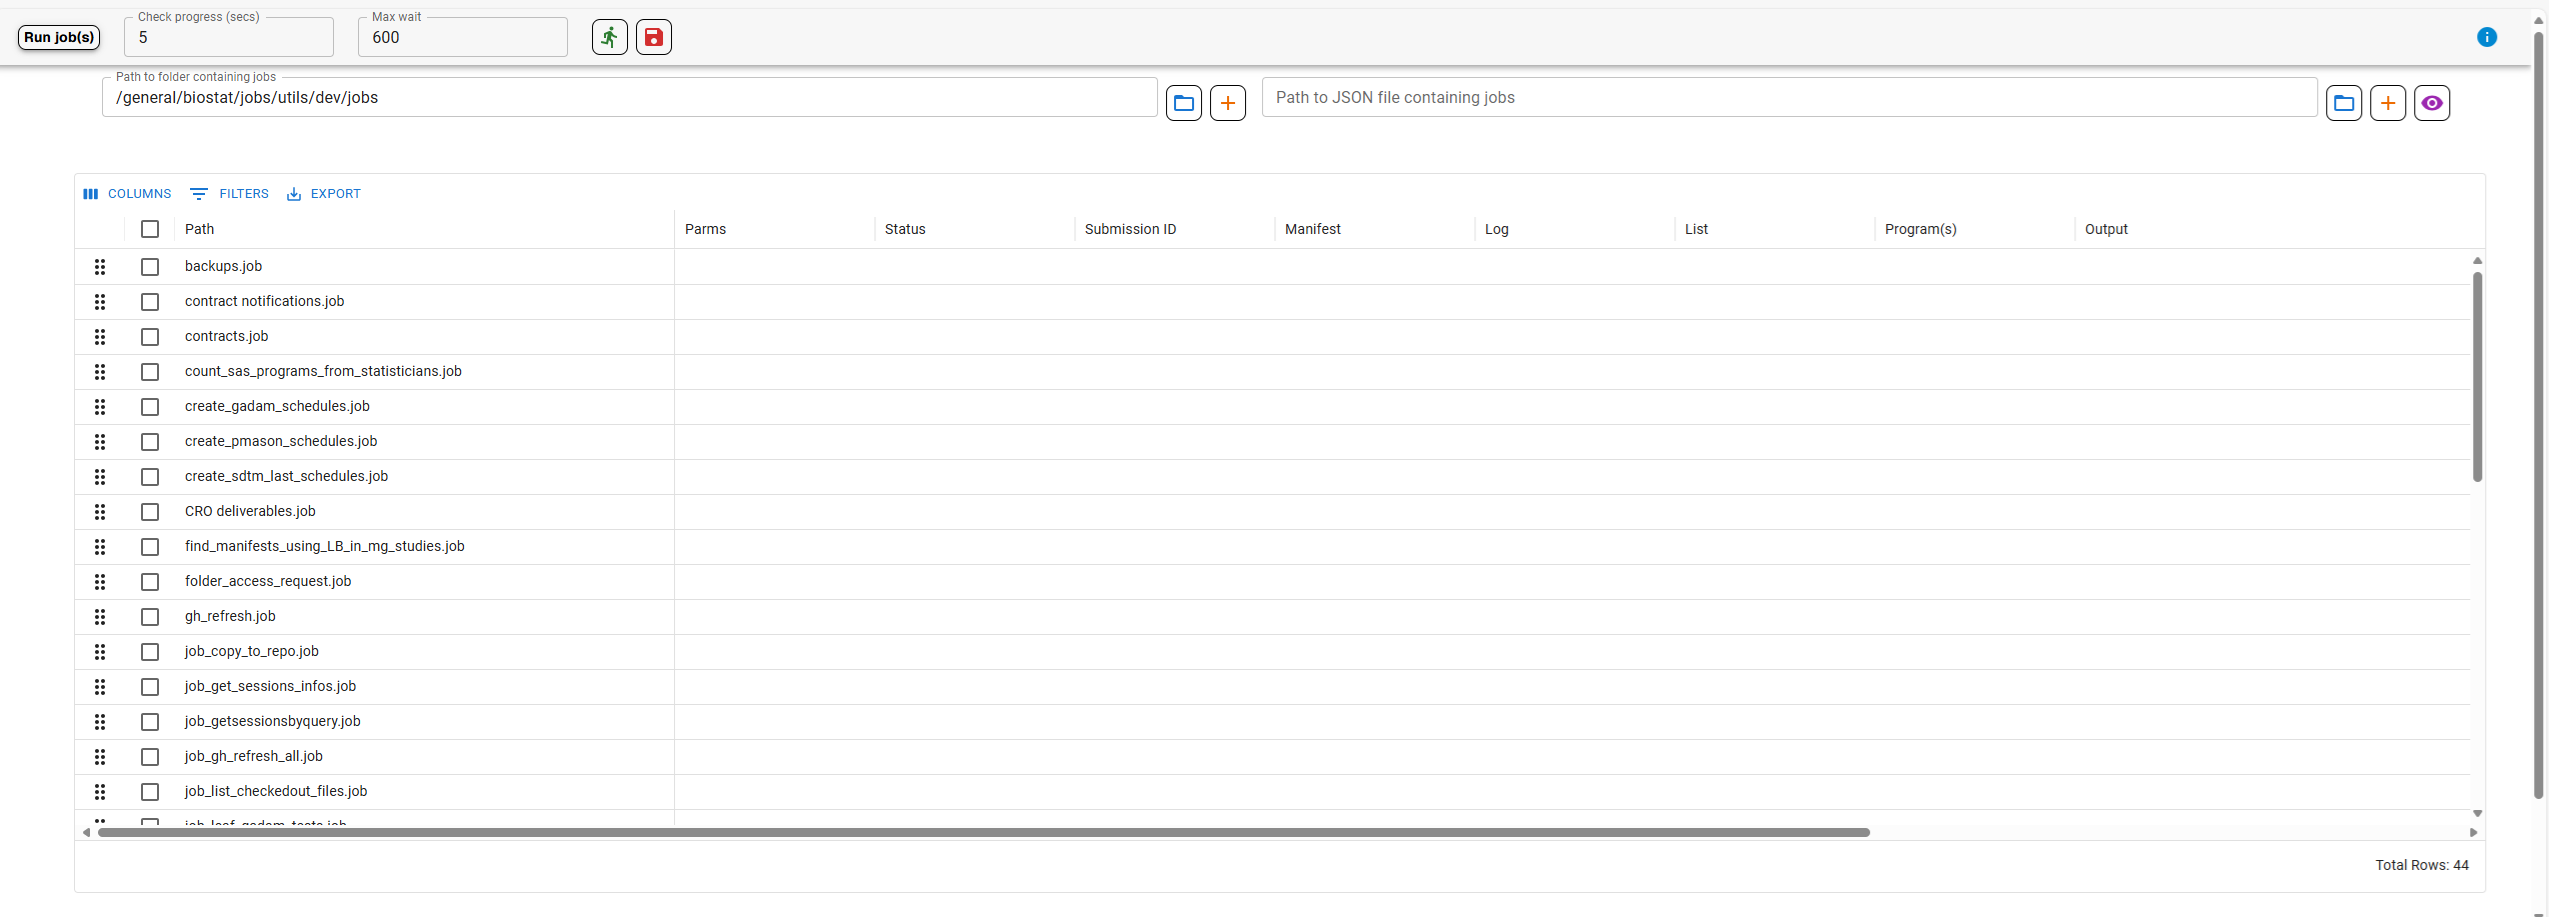 Check progress (secs)
Max wait
Run job(s)
5
600
Path to folder containing jobs
/general/biostat/jobs/utils/dev/jobs
Path to JSON file containing jobs
COLUMNS
FILTERS
EXPORT
Path
Parms
Status
Submission ID
Manifest
Log
List
Program(s)
Output
backups.job
contract notifications.job
contracts.job
count_sas_programs_from_statisticians.job
create_gadam_schedules.job
create_pmason_schedules.job
create_sdtm_last_schedules.job
CRO deliverables.job
find_manifests_using_LB_in_mg_studies.job
folder_access_request.job
gh_refresh.job
job_copy_to_repo.job
job_get_sessions_infos.job
job_getsessionsbyquery.job
job_gh_refresh_all.job
job_list_checkedout_files.job
Total Rows: 44